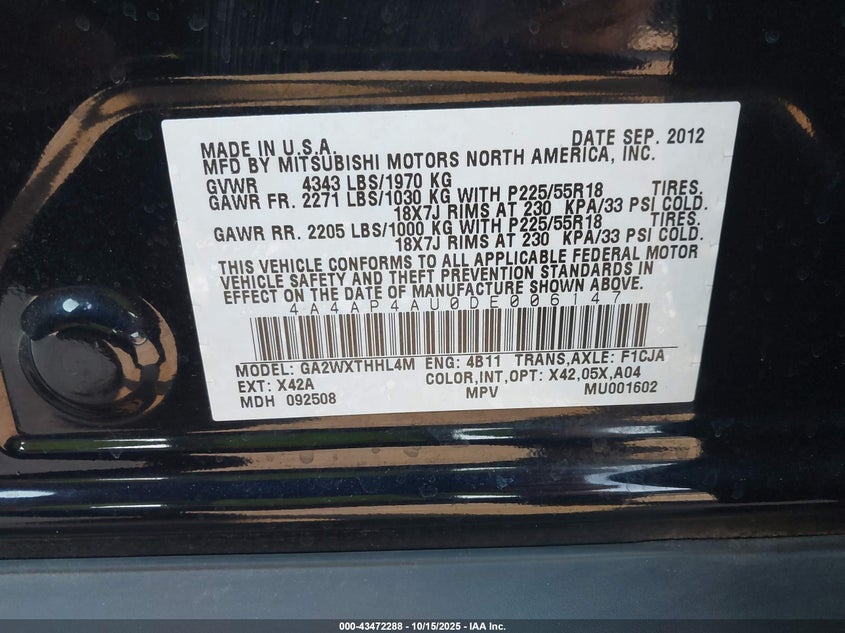 MADE IN U.S.A. DATE SEP. 2012
MFD BY MITSUBISHI MOTORS NORTH AMERICA, INC.
GVWR 4343 LBS/1970 KG
GAWR FR. 2271 LBS/1030 KG WITH P225/55R18 TIRES.
18X7J RIMS AT 230 KPA/33 PSI COLD.
GAWR RR. 2205 LBS/1000 KG WITH P225/55R18 TIRES.
18X7J RIMS AT 230 KPA/33 PSI COLD.
THIS VEHICLE CONFORMS TO ALL APPLICABLE FEDERAL MOTOR
VEHICLE SAFETY AND THEFT PREVENTION STANDARDS IN
EFFECT ON THE DATE OF MANUFACTURE SHOWN ABOVE.
4A4AP4AU0DE006147
MODEL: GA2WXTHHL4M ENG: 4B11 TRANS,AXLE: F1CJA
EXT: X42A COLOR,INT,OPT: X42,05X,A04
MDH 092508 MPV MU001602
000-43472288 - 10/15/2025 - IAA Inc.